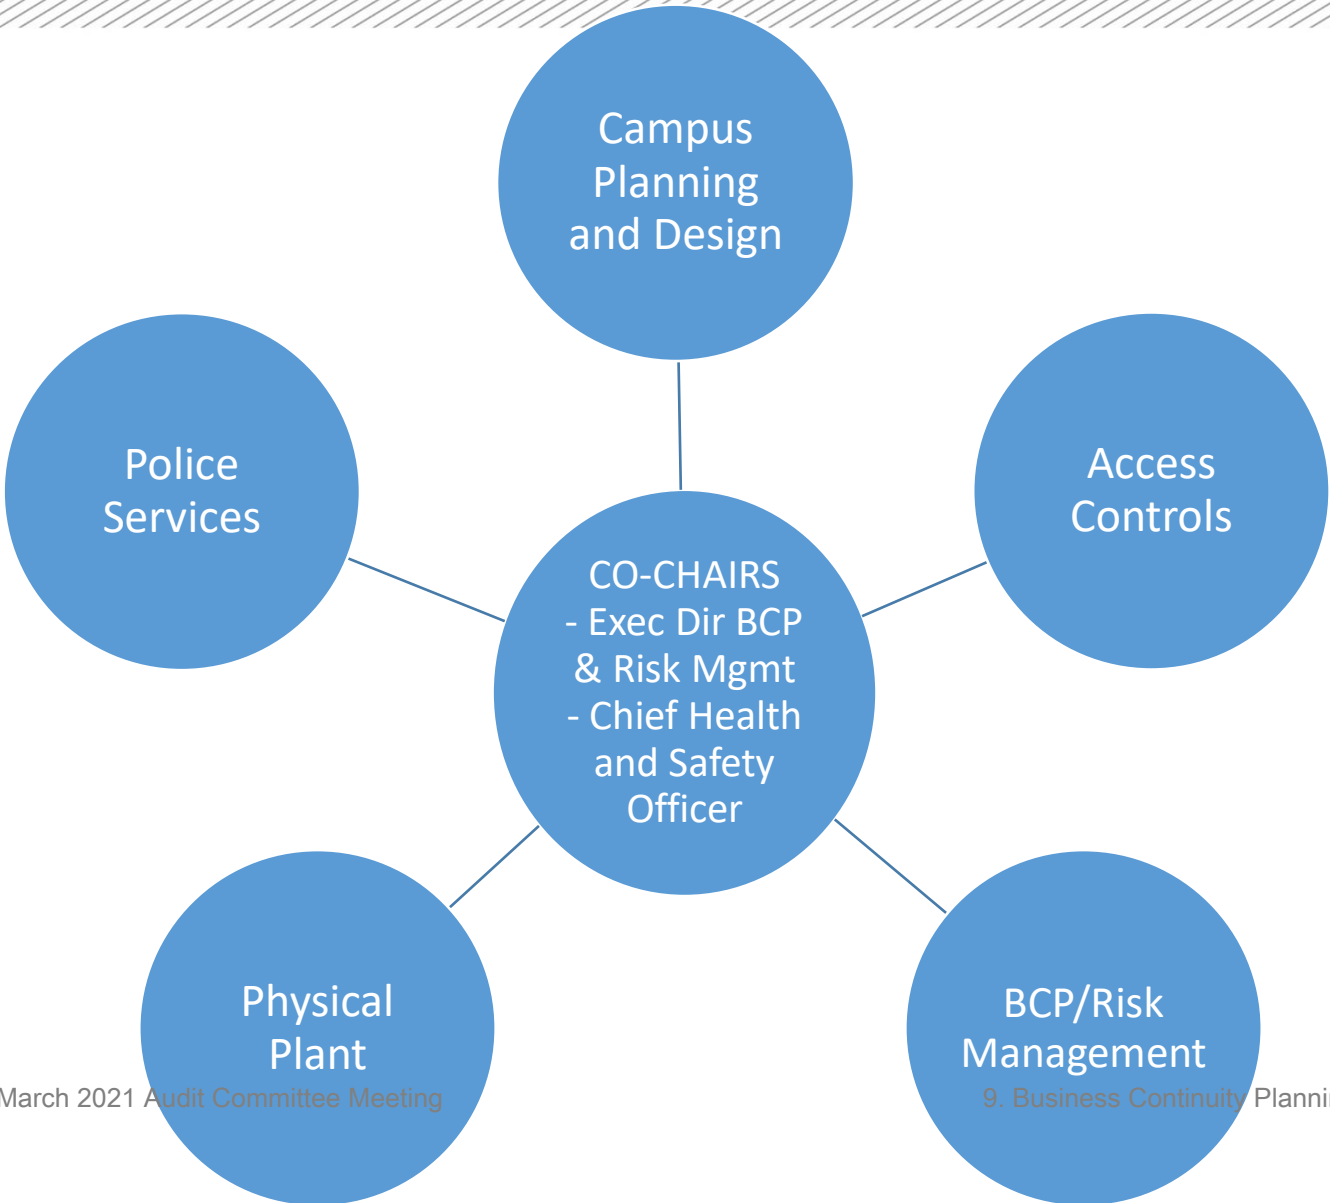 Campus
Planning
and Design
Police
Services
Access
Controls
CO-CHAIRS
- Exec Dir BCP
& Risk Mgmt
- Chief Health
and Safety
Officer
Physical
Plant
BCP/Risk
Management
March 2021 Audit Committee Meeting
9. Business Continuity Plannin